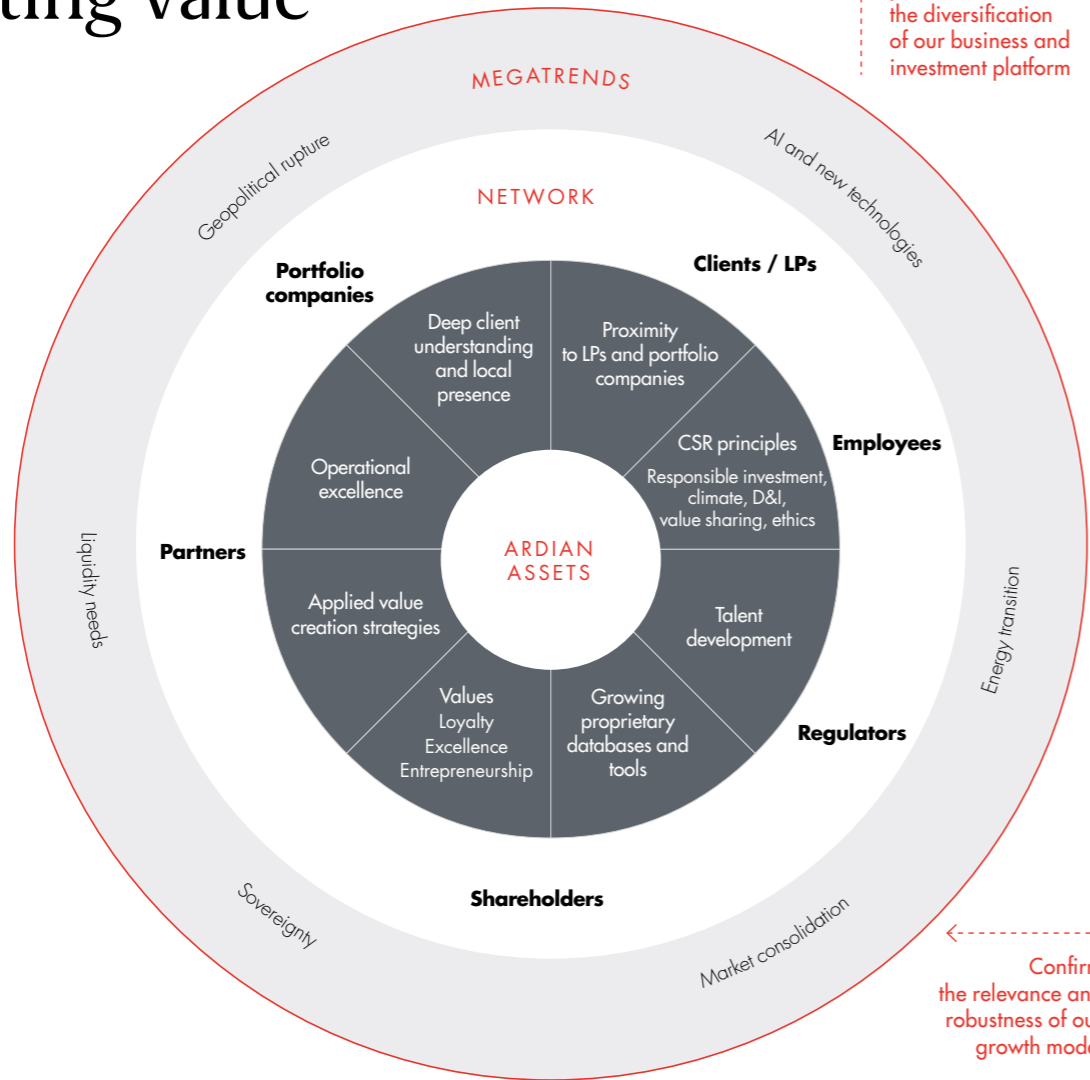 ting value
the diversification
of our business and
investment platform
MEGATRENDS
Geopolitical rupture
AI and new technologies
NETWORK
Portfolio
companies
Clients / LPs
Deep client
understanding
and local
presence
Proximity
to LPs and portfolio
companies
Operational
excellence
CSR principles
Responsible investment,
climate, D&I,
value sharing, ethics
Employees
Partners
ARDIAN
ASSETS
liquidity needs
Energy transition
Applied value
creation strategies
Talent
development
Values
Loyalty
Excellence
Entrepreneurship
Growing
proprietary
databases and
tools
Regulators
Shareholders
Sovereignty
Market consolidation
Confir
the relevance an
robustness of ou
growth mode